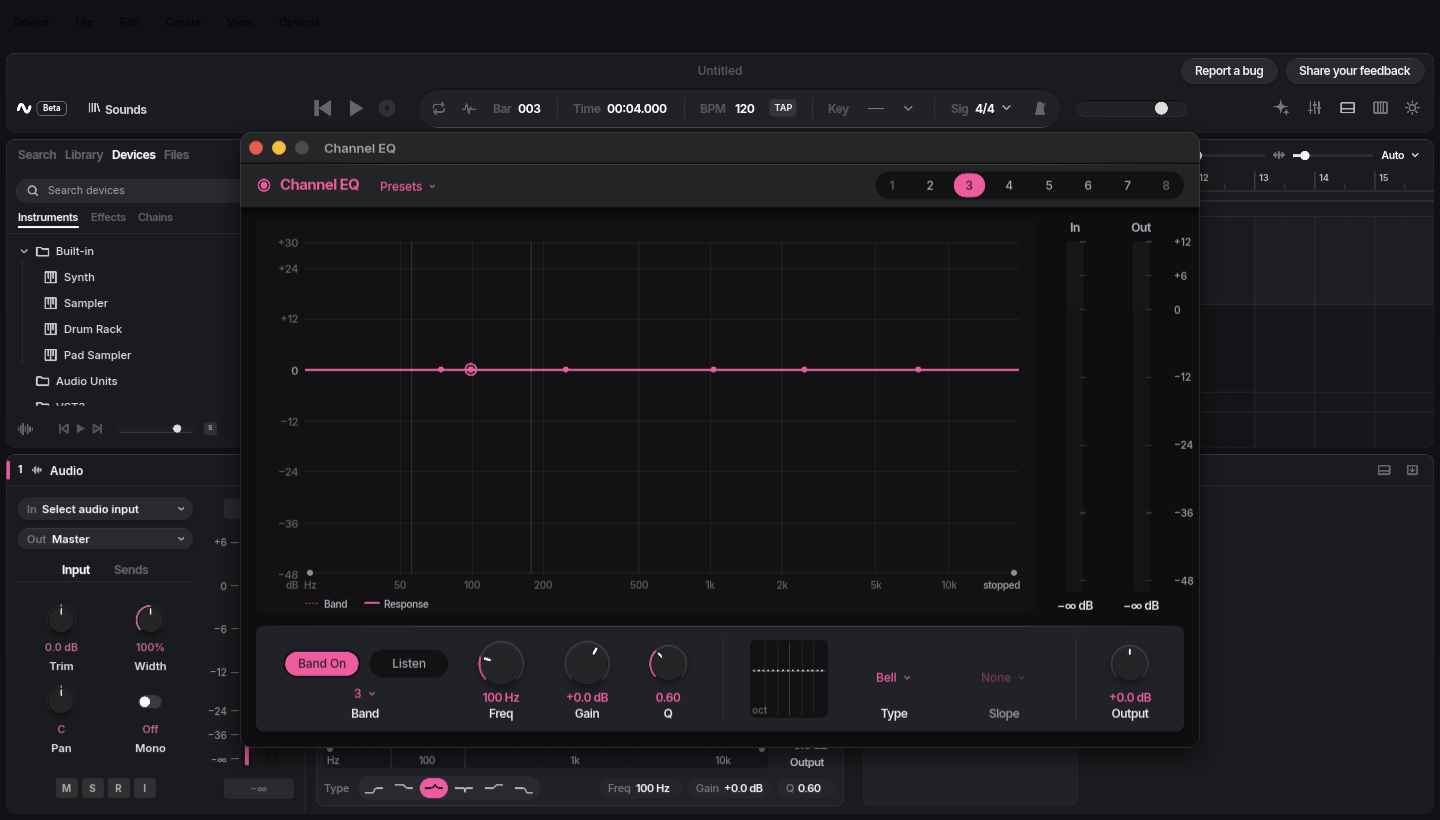 Device File Edit Create View Options
Untitled
Report a bug
Share your feedback
Beta
Sounds
Bar 003
Time 00:04.000
BPM 120 TAP
Key —
Sig 4/4
Search Library Devices Files
Search devices
Instruments Effects Chains
Built-in
Synth
Sampler
Drum Rack
Pad Sampler
Audio Units
VST3
S
Auto
12 13 14 15
Channel EQ
Channel EQ Presets
1 2 3 4 5 6 7 8
+30
+24
+12
0
−12
−24
−36
−48
dB Hz 50 100 200 500 1k 2k 5k 10k stopped
Band Response
In Out
+12
+6
0
−12
−24
−36
−48
−∞ dB −∞ dB
Band On Listen
3
Band
100 Hz
Freq
+0.0 dB
Gain
0.60
Q
oct
Bell
Type
None
Slope
+0.0 dB
Output
1 Audio
In Select audio input
Out Master
Input Sends
0.0 dB
Trim
100%
Width
C
Pan
Off
Mono
M S R I
+6
0
−6
−12
−24
−36
−∞
−∞
Hz 100 1k 10k
Output
Type
Freq 100 Hz
Gain +0.0 dB
Q 0.60